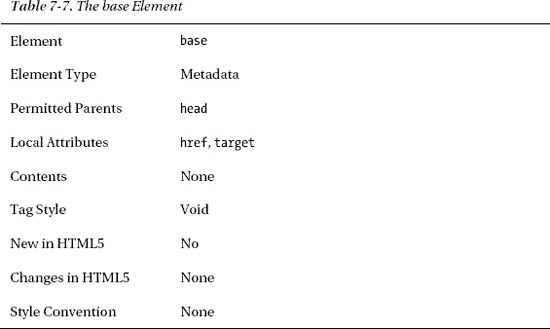 Table 7-7. The base Element
Element base
Element Type Metadata
Permitted Parents head
Local Attributes href, target
Contents None
Tag Style Void
New in HTML5 No
Changes in HTML5 None
Style Convention None